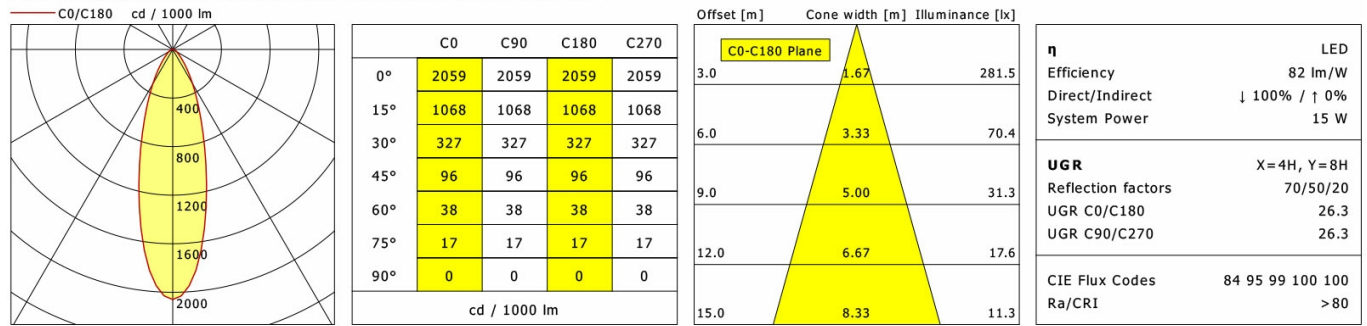 C0/C180 cd / 1000 lm
400
800
1200
1600
2000
C0 C90 C180 C270
0° 2059 2059 2059 2059
15° 1068 1068 1068 1068
30° 327 327 327 327
45° 96 96 96 96
60° 38 38 38 38
75° 17 17 17 17
90° 0 0 0 0
cd / 1000 lm
Offset [m] Cone width [m] Illuminance [lx]
C0-C180 Plane
3.0 1.67 281.5
6.0 3.33 70.4
9.0 5.00 31.3
12.0 6.67 17.6
15.0 8.33 11.3
η LED
Efficiency 82 lm/W
Direct/Indirect ↓ 100% / ↑ 0%
System Power 15 W
UGR X=4H, Y=8H
Reflection factors 70/50/20
UGR C0/C180 26.3
UGR C90/C270 26.3
CIE Flux Codes 84 95 99 100 100
Ra/CRI >80